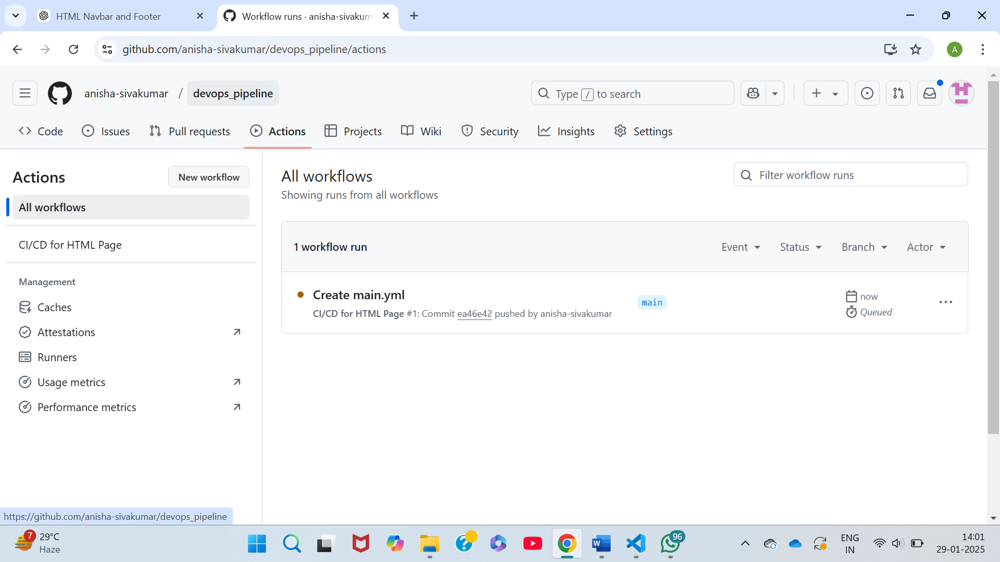 HTML Navbar and Footer
Workflow runs · anisha-sivakum
github.com/anisha-sivakumar/devops_pipeline/actions
A
anisha-sivakumar / devops_pipeline
Type / to search
Code
Issues
Pull requests
Actions
Projects
Wiki
Security
Insights
Settings
Actions
New workflow
All workflows
CI/CD for HTML Page
Management
Caches
Attestations
Runners
Usage metrics
Performance metrics
All workflows
Showing runs from all workflows
Filter workflow runs
1 workflow run
Event
Status
Branch
Actor
Create main.yml
CI/CD for HTML Page #1: Commit ea46e42 pushed by anisha-sivakumar
main
now
Queued
https://github.com/anisha-sivakumar/devops_pipeline
7
29°C
Haze
96
ENG
IN
14:01
29-01-2025